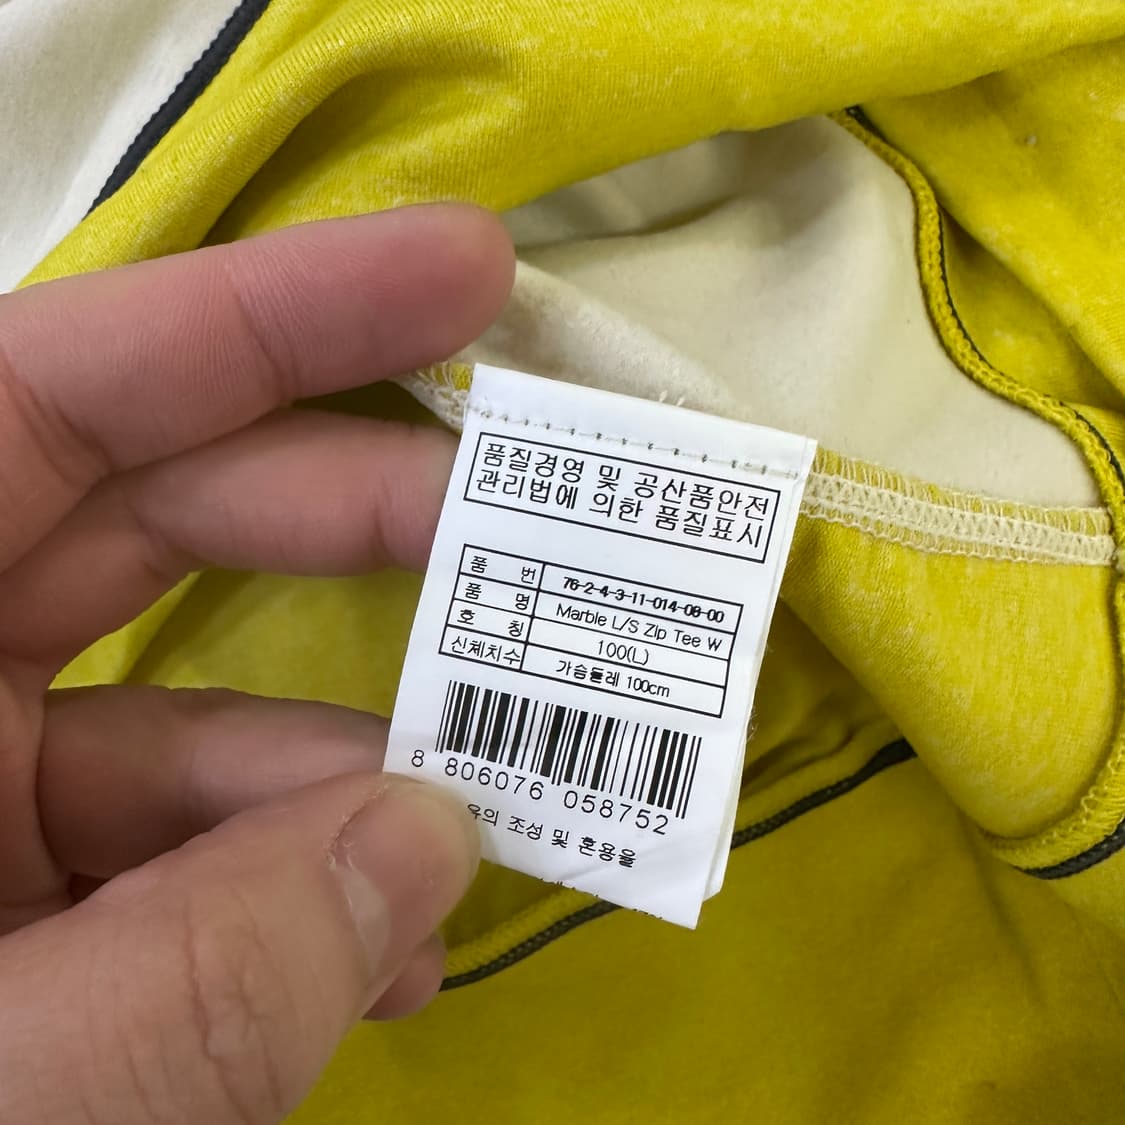 품질경영 및 공산품안전
관리법에 의한 품질표시
품 번 76-2-4-3-11-014-08-00
품 명 Marble L/S Zip Tee W
호 칭 100(L)
신체치수 가슴둘레 100cm
8 806076 058752
조성 및 혼용율